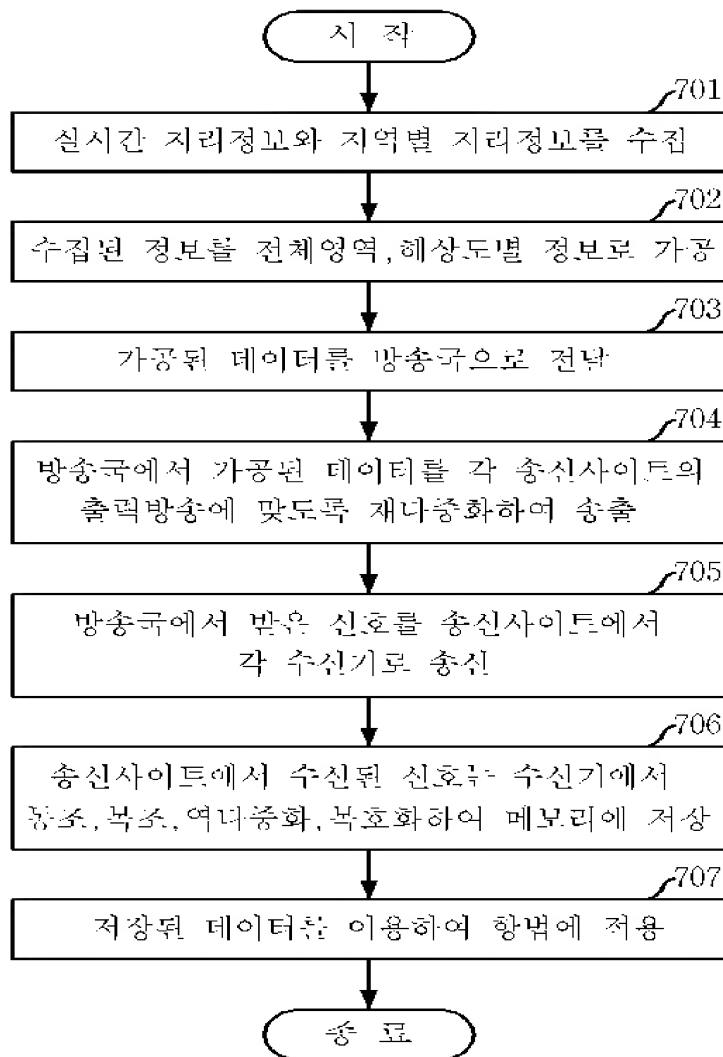 시 작
701
실시간 지리정보와 지역별 지리정보를 수집
702
수집된 정보를 전체영역,해상도별 정보로 가공
703
가공된 데이터를 방송국으로 전달
704
방송국에서 가공된 데이터를 각 송신사이트의
출력방송에 맞도록 재다중화하여 송출
705
방송국에서 받은 신호를 송신사이트에서
각 수신기로 송신
706
송신사이트에서 수신된 신호는 수신기에서
동조,복조,역다중화,복호화하여 메모리에 저장
707
저장된 데이터를 이용하여 항법에 적용
종 료